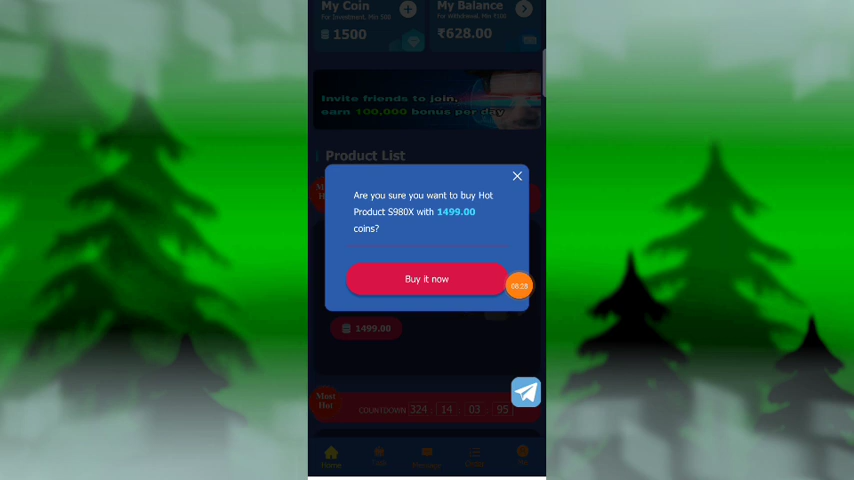 My Coin
For Investment, Min 500
1500
My Balance
For Withdrawal, Min ₹500
₹628.00
Invite friends to join,
earn 100,000 bonus per day
Product List
Are you sure you want to buy Hot
Product S980X with 1499.00
coins?
Buy it now
08:28
1499.00
Most
Hot
COUNTDOWN 324 14 03 95
Home
Message